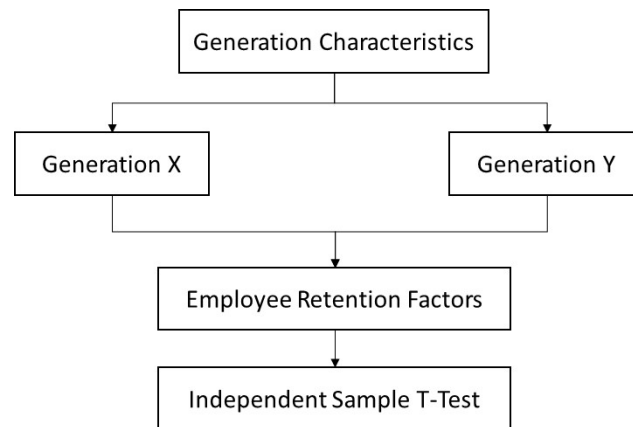 Generation Characteristics
Generation X
Generation Y
Employee Retention Factors
Independent Sample T-Test